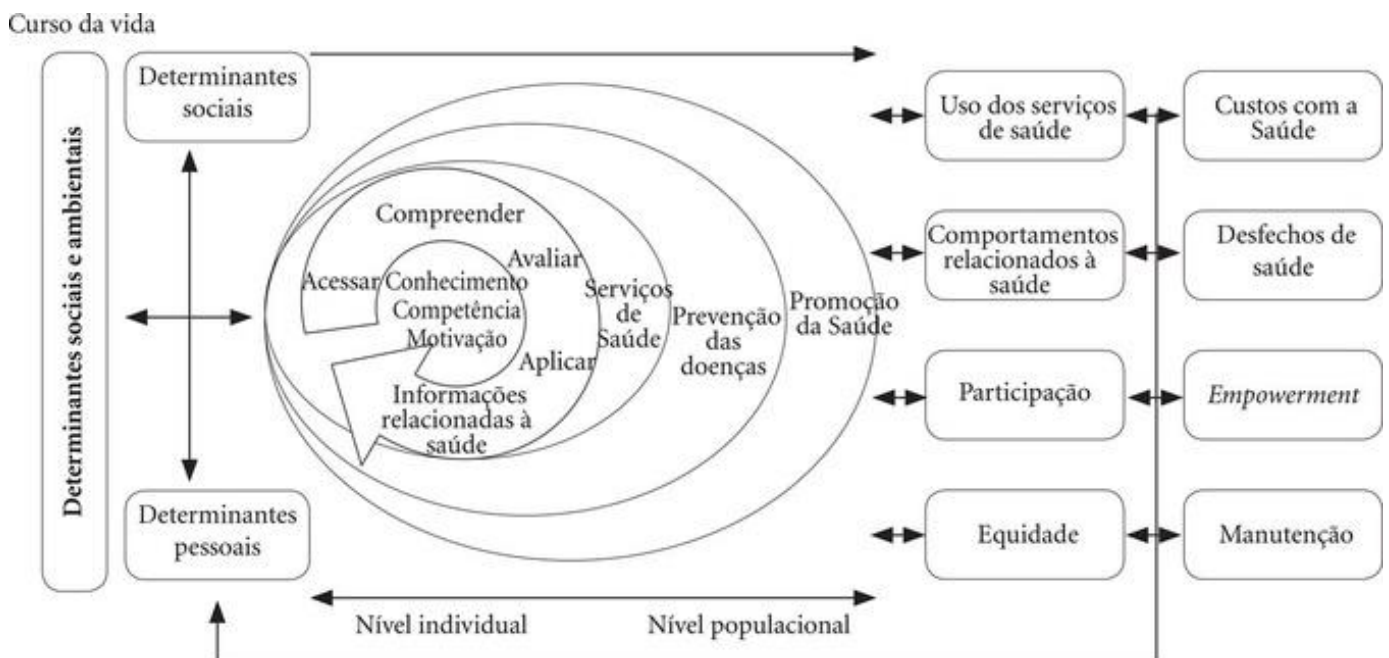 Curso da vida
Determinantes sociais e ambientais
Determinantes
sociais
Determinantes
pessoais
Compreender
Acessar
Avaliar
Conhecimento
Competência
Motivação
Aplicar
Informações
relacionadas à
saúde
Serviços
de
Saúde
Prevenção
das
doenças
Promoção
da Saúde
Nível individual
Nível populacional
Uso dos serviços
de saúde
Custos com a
Saúde
Comportamentos
relacionados à
saúde
Desfechos de
saúde
Participação
Empowerment
Equidade
Manutenção